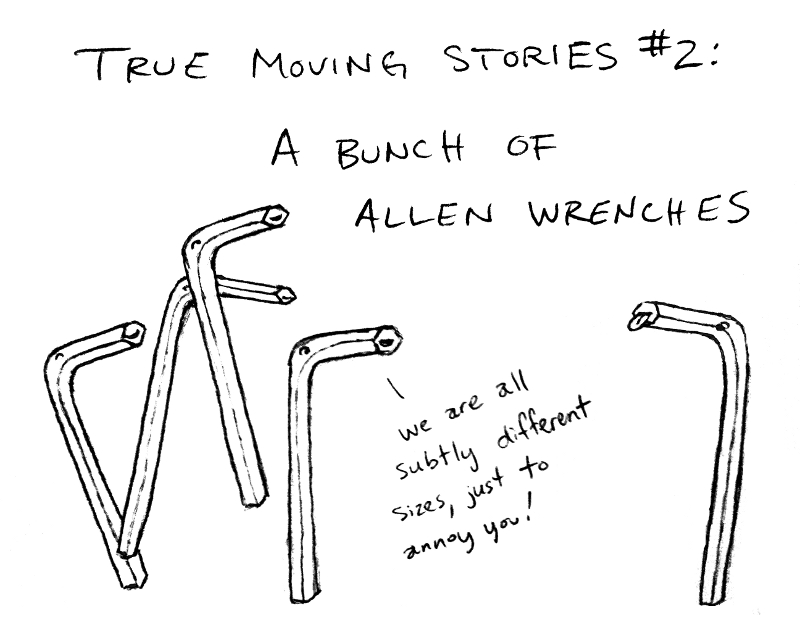 TRUE MOVING STORIES #2:
A BUNCH OF
ALLEN WRENCHES
we are all
subtly different
sizes, just to
annoy you!